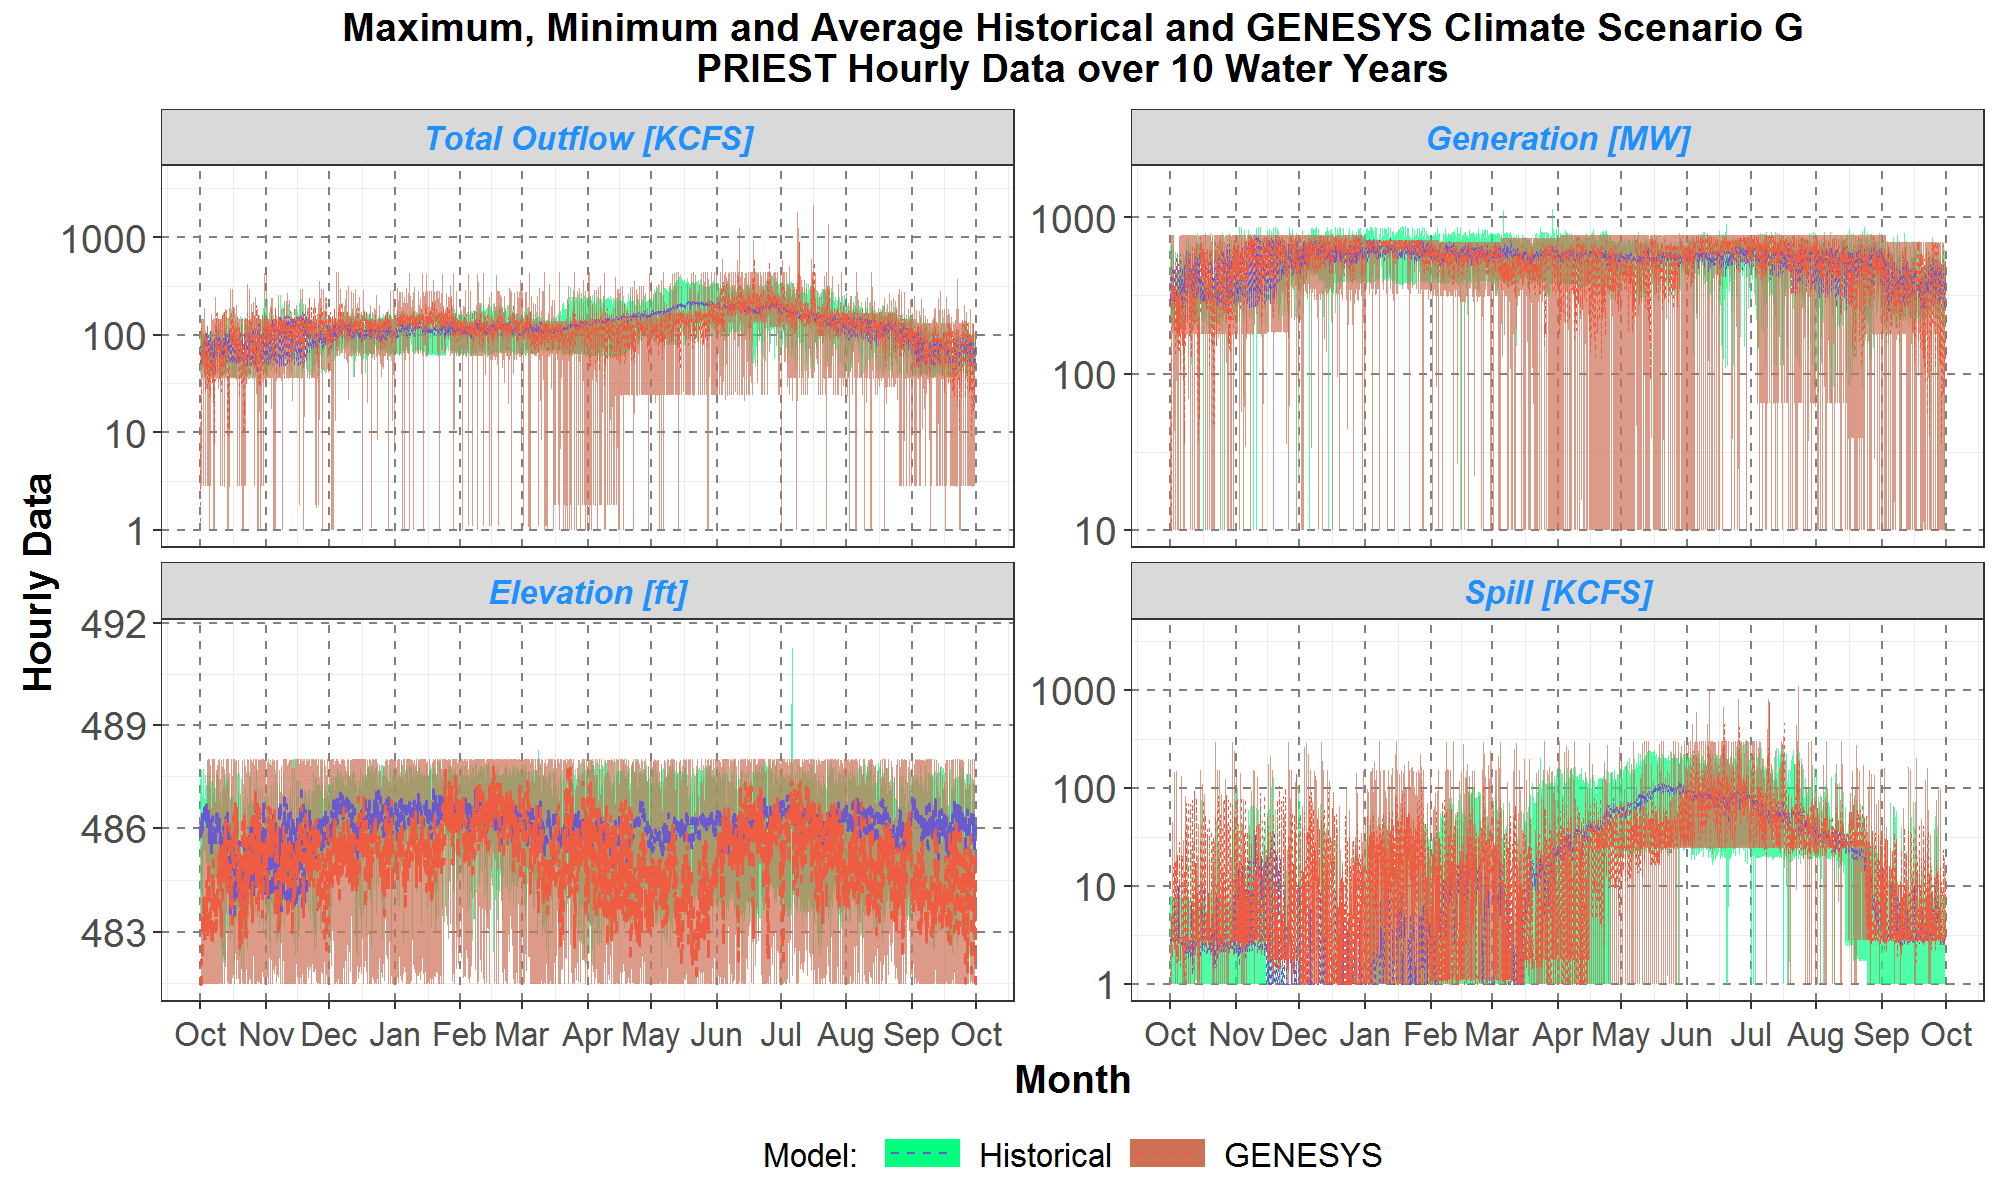 Maximum, Minimum and Average Historical and GENESYS Climate Scenario G
PRIEST Hourly Data over 10 Water Years
Total Outflow [KCFS]
1000
100
10
1
Generation [MW]
1000
100
10
Hourly Data
Elevation [ft]
492
489
486
483
Oct Nov Dec Jan Feb Mar Apr May Jun Jul Aug Sep Oct
Spill [KCFS]
1000
100
10
1
Oct Nov Dec Jan Feb Mar Apr May Jun Jul Aug Sep Oct
Month
Model: Historical GENESYS